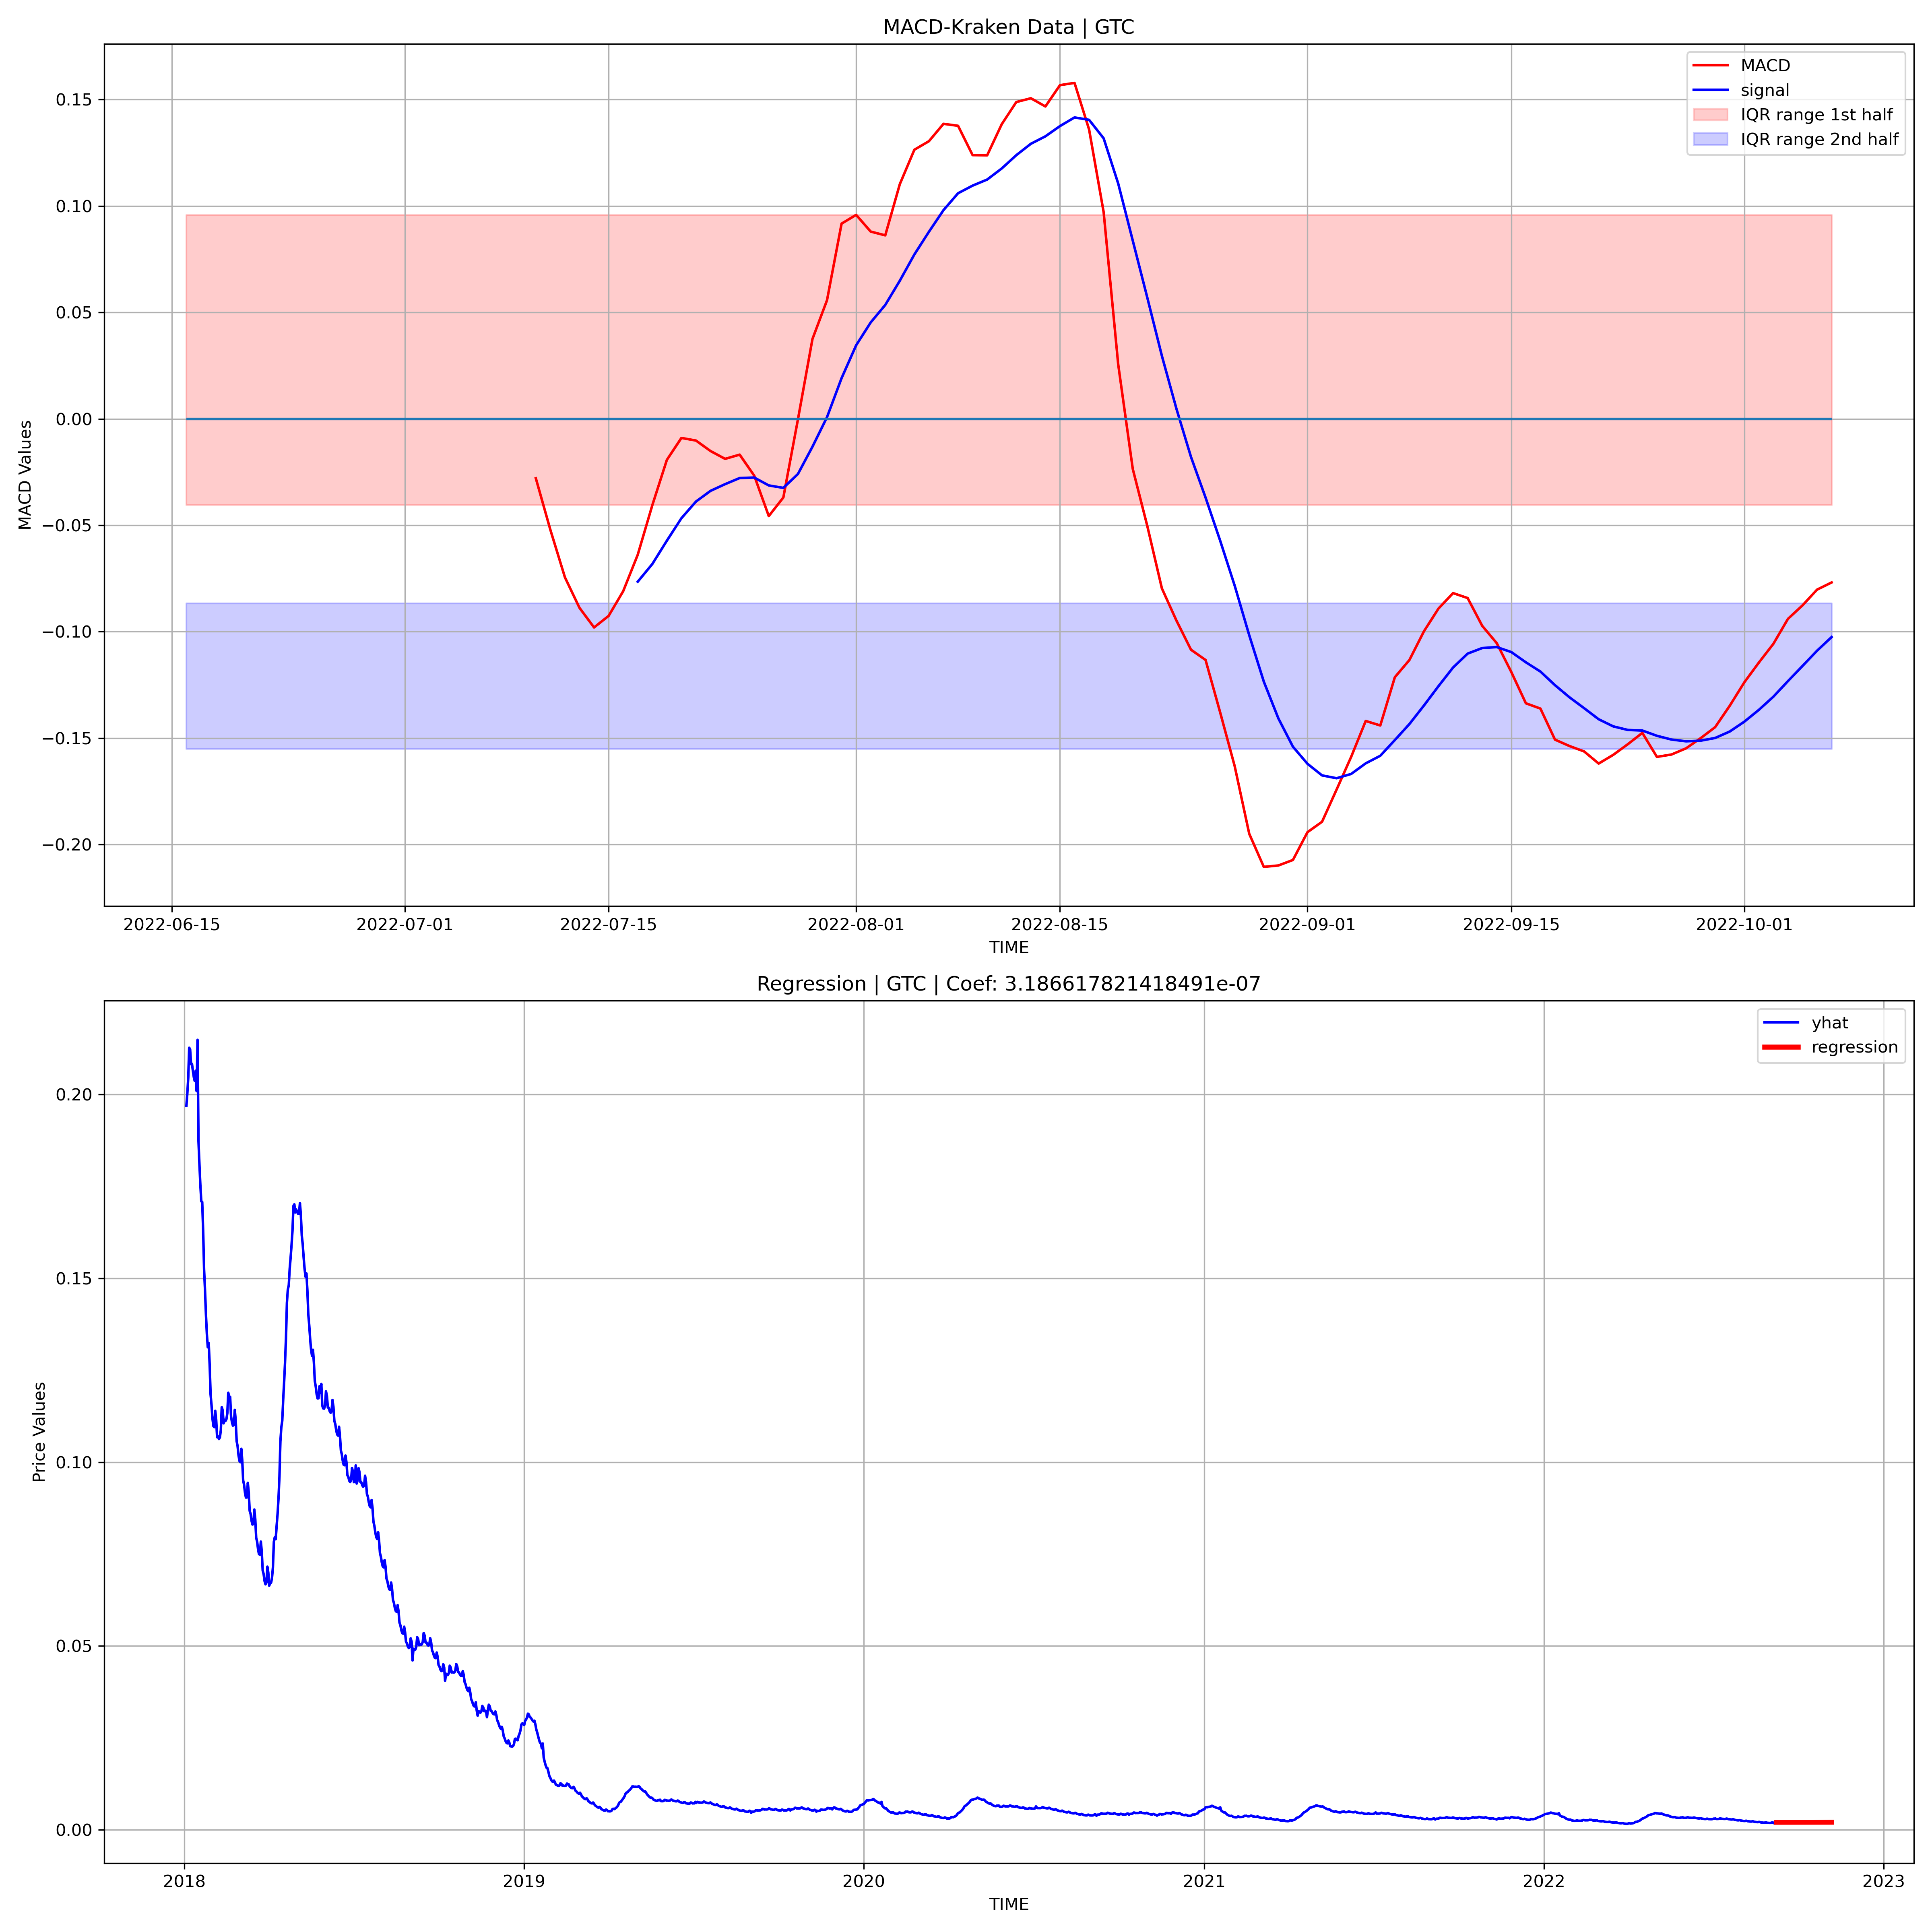 MACD-Kraken Data | GTC
MACD
signal
IQR range 1st half
IQR range 2nd half
MACD Values
0.15
0.10
0.05
0.00
−0.05
−0.10
−0.15
−0.20
2022-06-15 2022-07-01 2022-07-15 2022-08-01 2022-08-15 2022-09-01 2022-09-15 2022-10-01
TIME
Regression | GTC | Coef: 3.186617821418491e-07
yhat
regression
Price Values
0.20
0.15
0.10
0.05
0.00
2018 2019 2020 2021 2022 2023
TIME